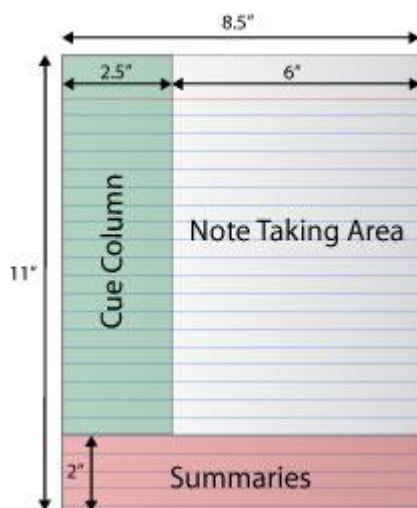 8.5”
2.5”
6”
Cue Column
Note Taking Area
11”
2”
Summaries